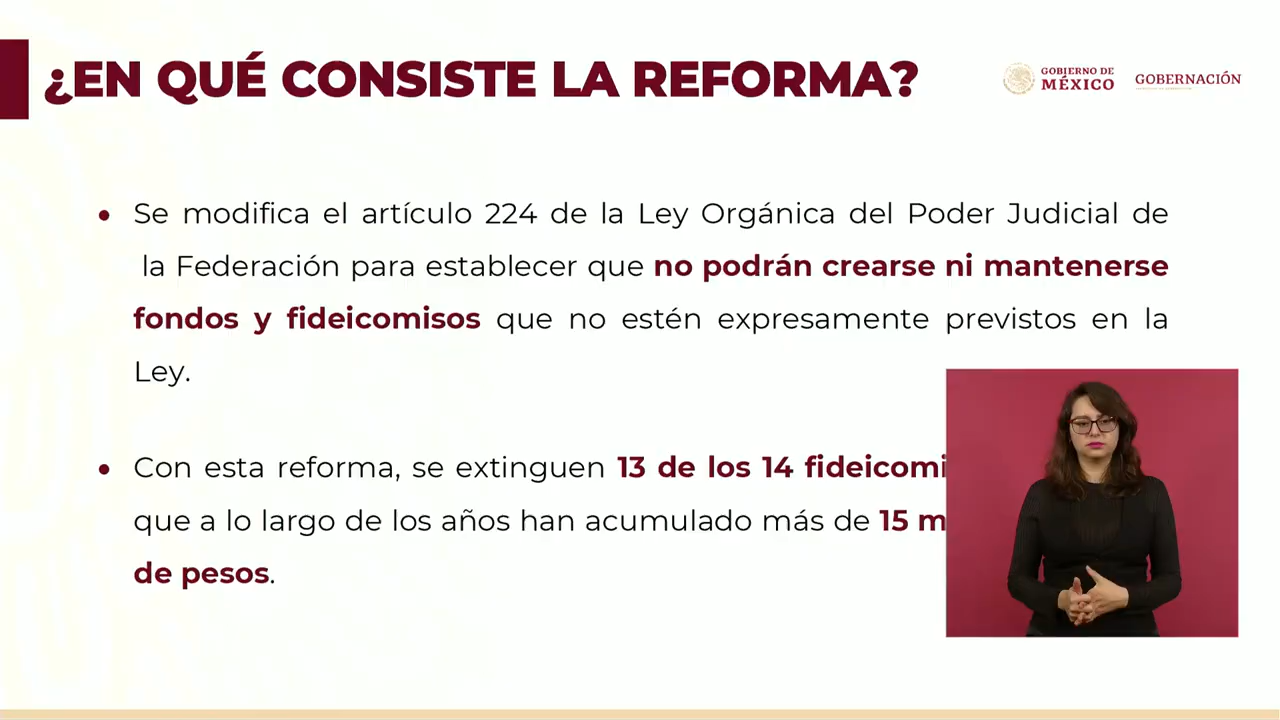 ¿EN QUÉ CONSISTE LA REFORMA?
GOBIERNO DE
MÉXICO
GOBERNACIÓN
• Se modifica el artículo 224 de la Ley Orgánica del Poder Judicial de
la Federación para establecer que no podrán crearse ni mantenerse
fondos y fideicomisos que no estén expresamente previstos en la
Ley.
• Con esta reforma, se extinguen 13 de los 14 fideicomi
que a lo largo de los años han acumulado más de 15 m
de pesos.